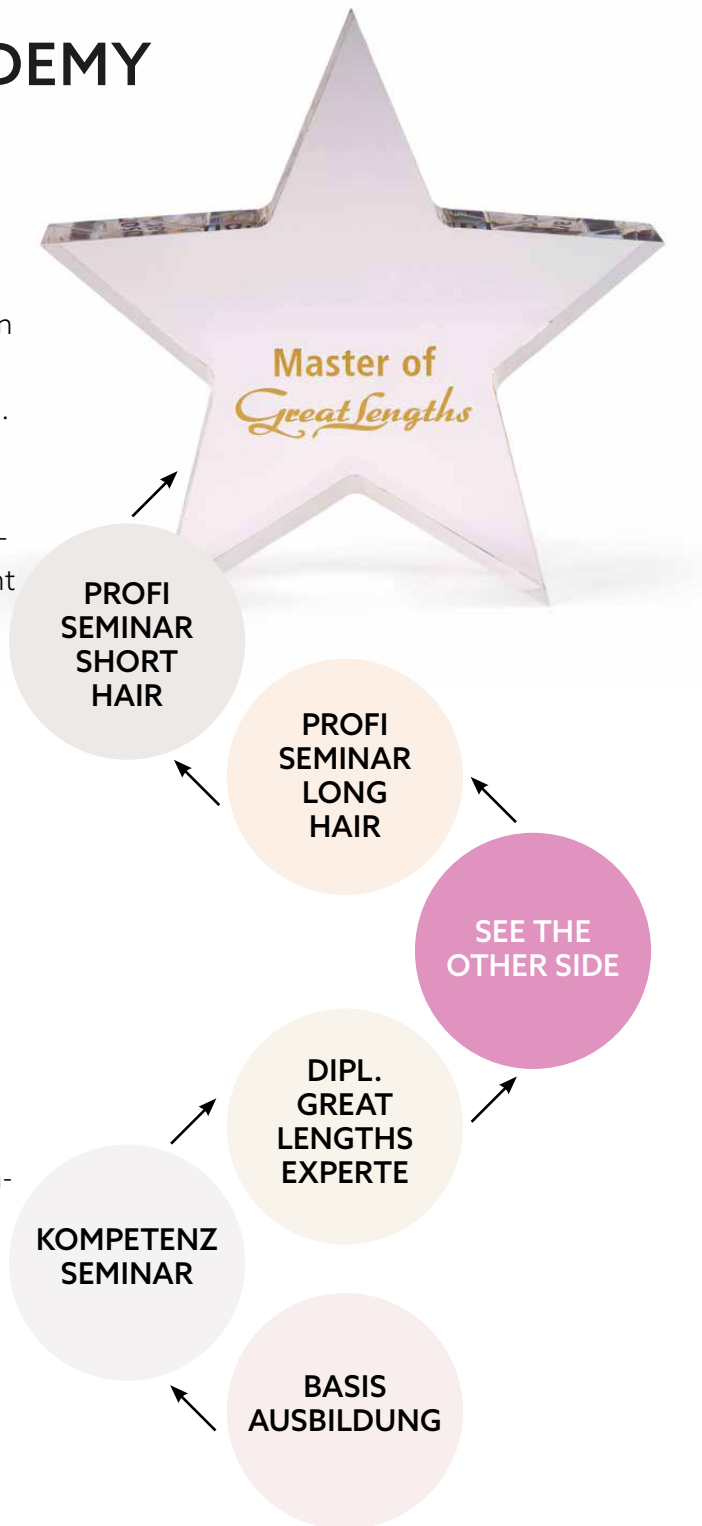 DEMY
Master of
Great Lengths
n
.
-
nt
PROFI
SEMINAR
SHORT
HAIR
PROFI
SEMINAR
LONG
HAIR
SEE THE
OTHER SIDE
DIPL.
GREAT
LENGTHS
EXPERTE
-
KOMPETENZ
SEMINAR
BASIS
AUSBILDUNG